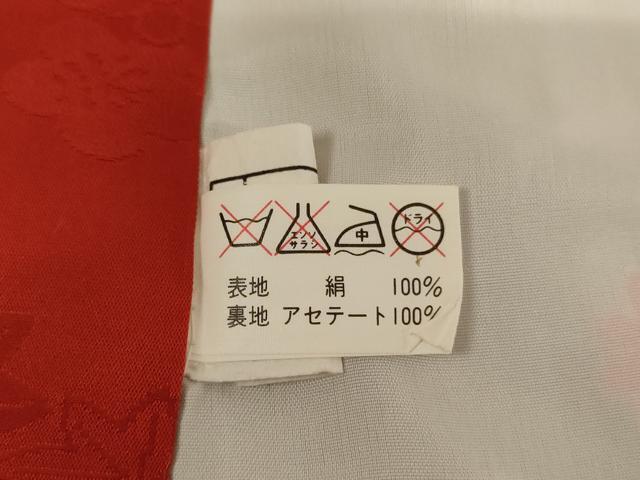 エンソ
サラシ
中
ドライ
表地 絹 100%
裏地 アセテート100%